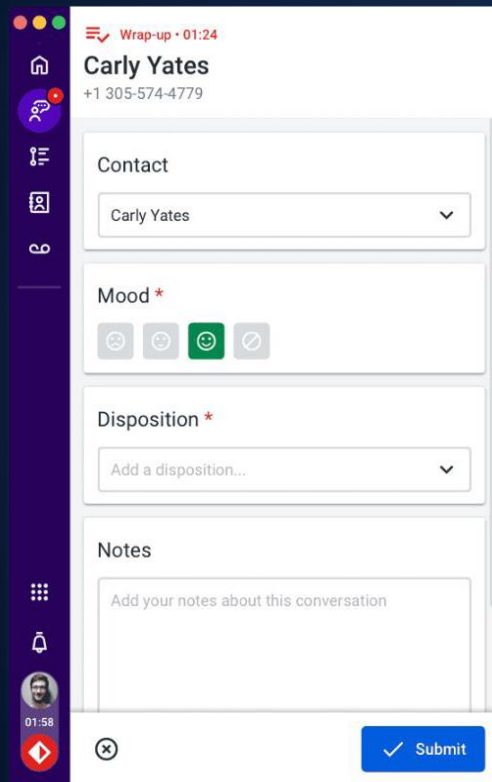 Wrap-up • 01:24
Carly Yates
+1 305-574-4779
Contact
Carly Yates
Mood *
Disposition *
Add a disposition...
Notes
Add your notes about this conversation
01:58
Submit